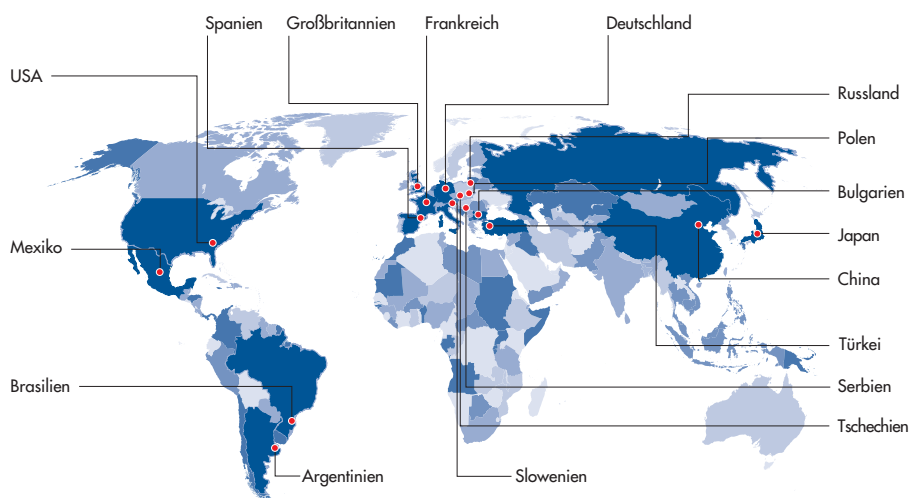 Spanien
Großbritannien
Frankreich
Deutschland
USA
Russland
Polen
Bulgarien
Mexiko
Japan
China
Türkei
Brasilien
Serbien
Tschechien
Argentinien
Slowenien